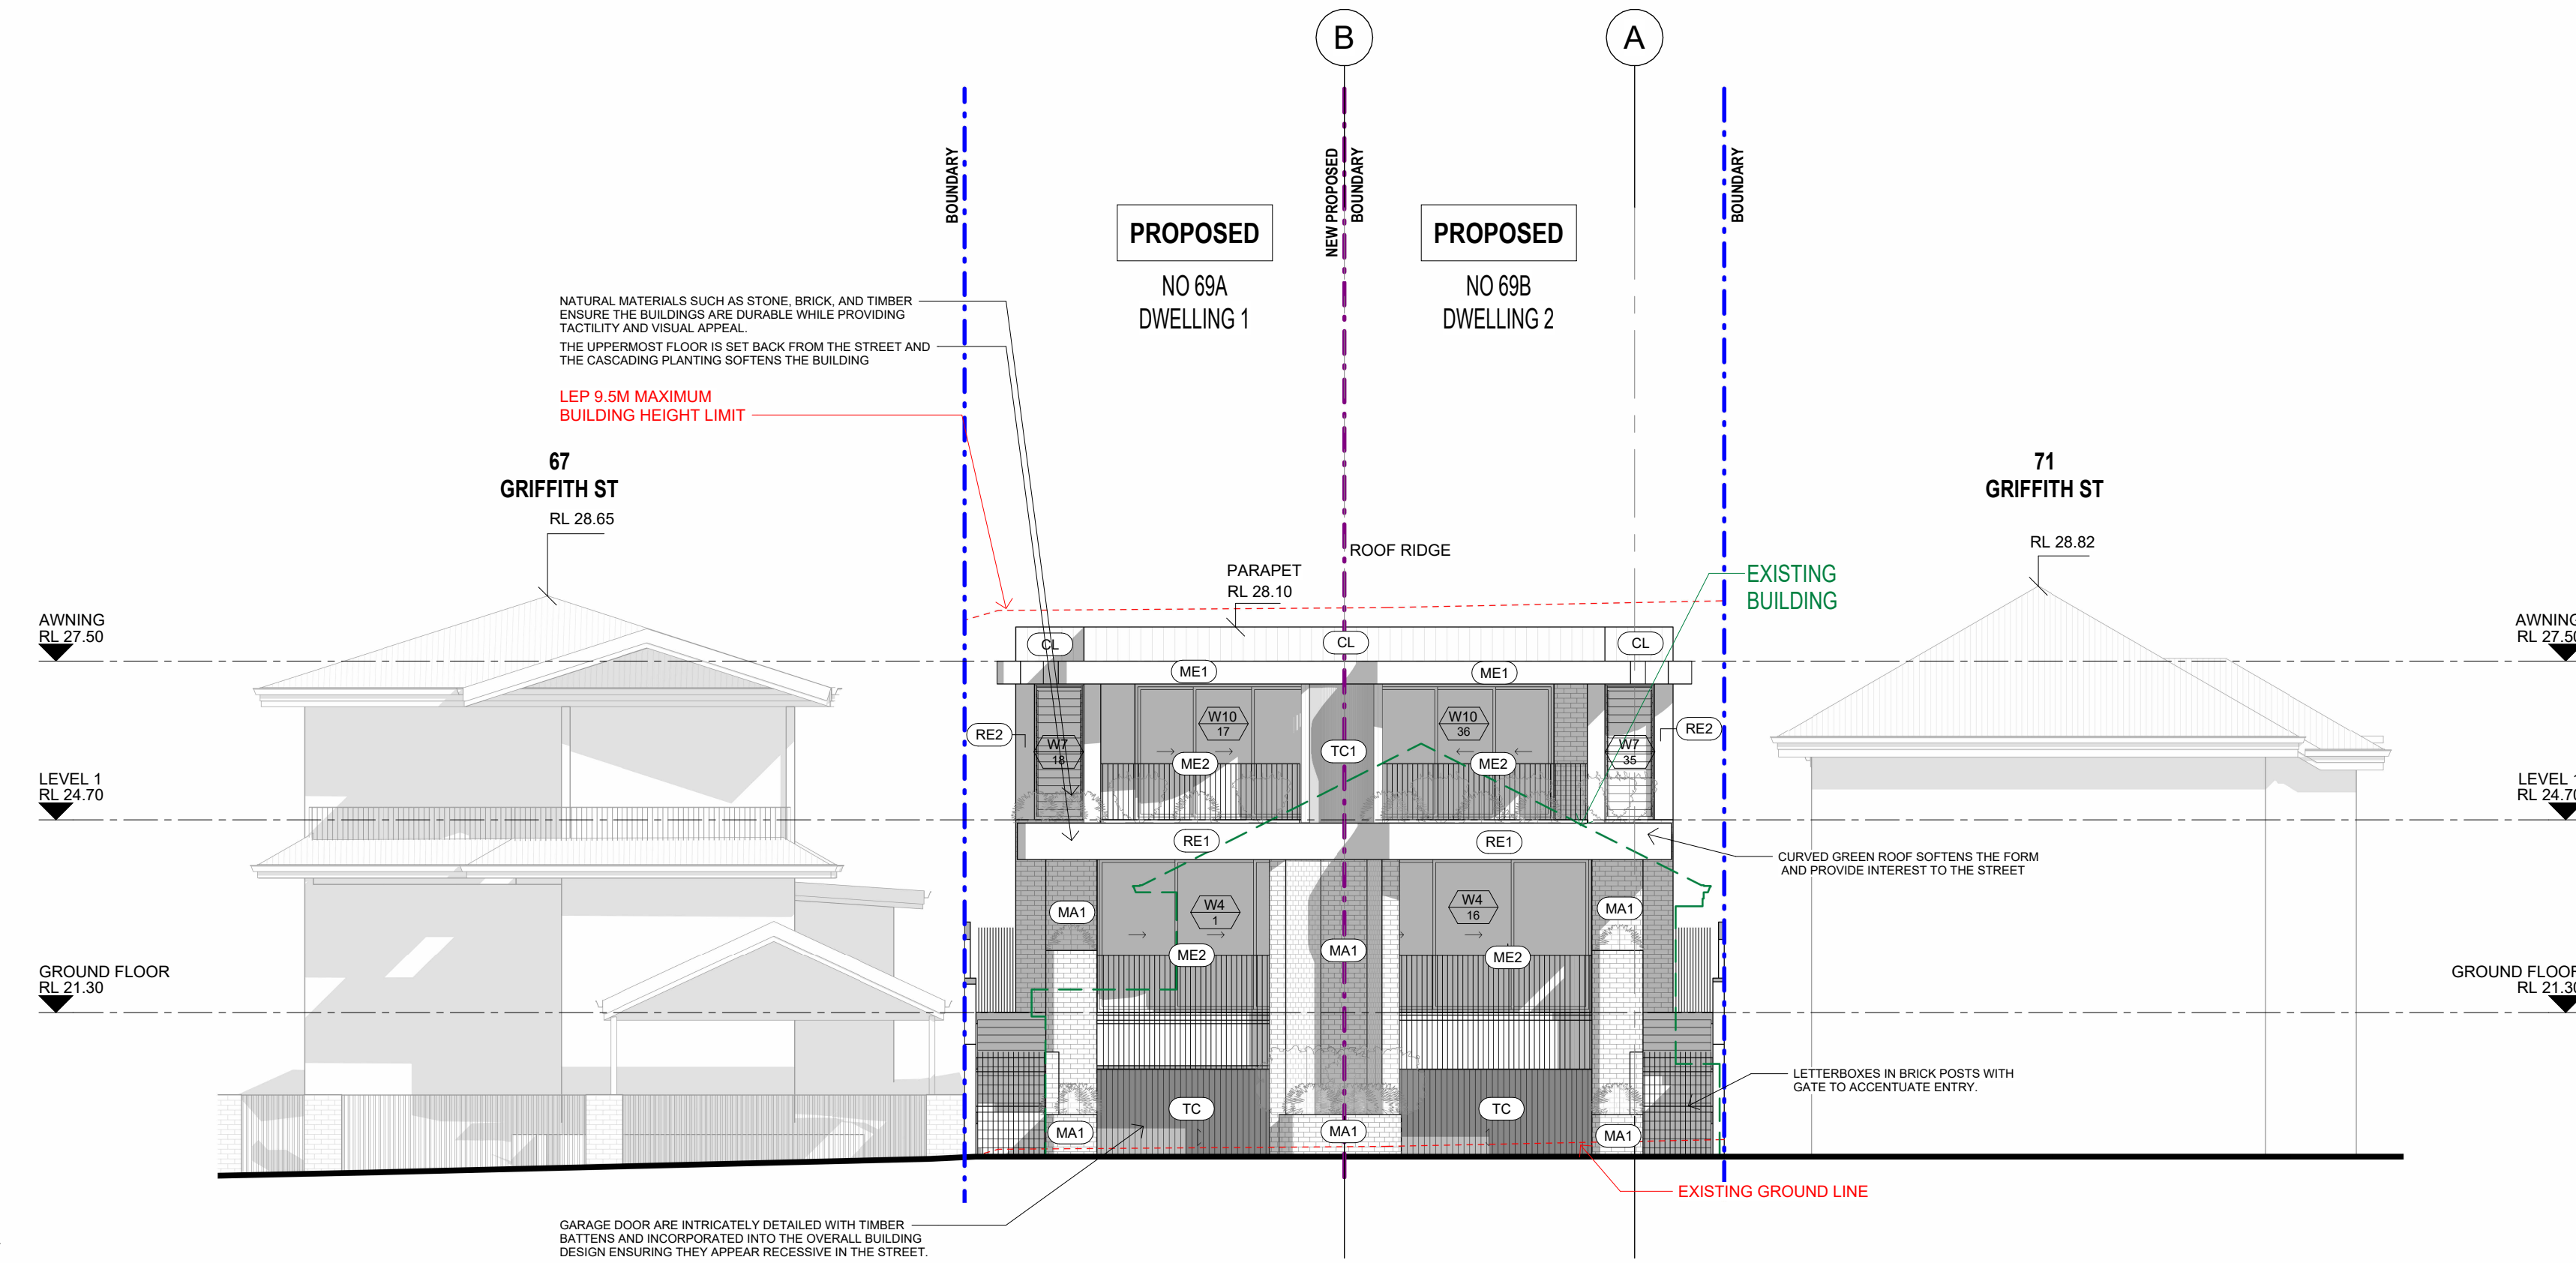 B
A
BOUNDARY
NEW PROPOSED
BOUNDARY
BOUNDARY
PROPOSED
NO 69A
DWELLING 1
PROPOSED
NO 69B
DWELLING 2
NATURAL MATERIALS SUCH AS STONE, BRICK, AND TIMBER
ENSURE THE BUILDINGS ARE DURABLE WHILE PROVIDING
TACTILITY AND VISUAL APPEAL.
THE UPPERMOST FLOOR IS SET BACK FROM THE STREET AND
THE CASCADING PLANTING SOFTENS THE BUILDING
LEP 9.5M MAXIMUM
BUILDING HEIGHT LIMIT
67
GRIFFITH ST
RL 28.65
71
GRIFFITH ST
RL 28.82
ROOF RIDGE
PARAPET
RL 28.10
EXISTING
BUILDING
AWNING
RL 27.50
AWNING
RL 27.50
CL
CL
CL
ME1
ME1
RE2
W7
18
W10
17
ME2
TC1
W10
36
ME2
W7
35
RE2
LEVEL 1
RL 24.70
LEVEL 1
RL 24.70
RE1
RE1
CURVED GREEN ROOF SOFTENS THE FORM
AND PROVIDE INTEREST TO THE STREET
MA1
W4
1
W4
16
MA1
ME2
MA1
ME2
GROUND FLOOR
RL 21.30
GROUND FLOOR
RL 21.30
LETTERBOXES IN BRICK POSTS WITH
GATE TO ACCENTUATE ENTRY.
TC
TC
MA1
MA1
MA1
EXISTING GROUND LINE
GARAGE DOOR ARE INTRICATELY DETAILED WITH TIMBER
BATTENS AND INCORPORATED INTO THE OVERALL BUILDING
DESIGN ENSURING THEY APPEAR RECESSIVE IN THE STREET.